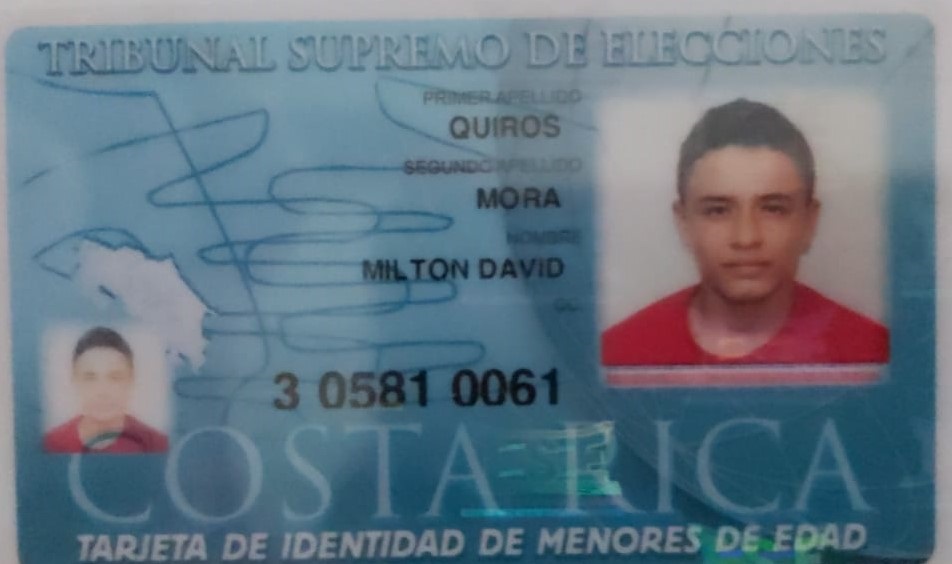 TRIBUNAL SUPREMO DE ELECCIONES
PRIMER APELLIDO
QUIROS
SEGUNDO APELLIDO
MORA
NOMBRE
MILTON DAVID
3 0581 0061
COSTA RICA
TARJETA DE IDENTIDAD DE MENORES DE EDAD